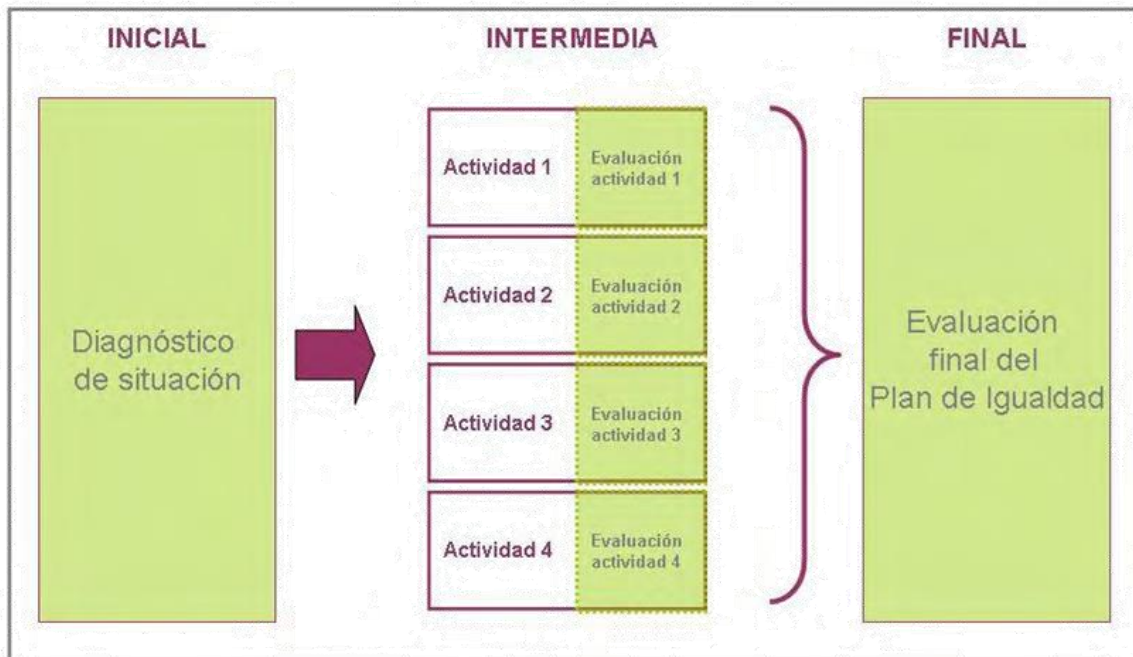 INICIAL
INTERMEDIA
FINAL
Diagnóstico
de situación
Actividad 1
Evaluación
actividad 1
Actividad 2
Evaluación
actividad 2
Actividad 3
Evaluación
actividad 3
Actividad 4
Evaluación
actividad 4
Evaluación
final del
Plan de Igualdad